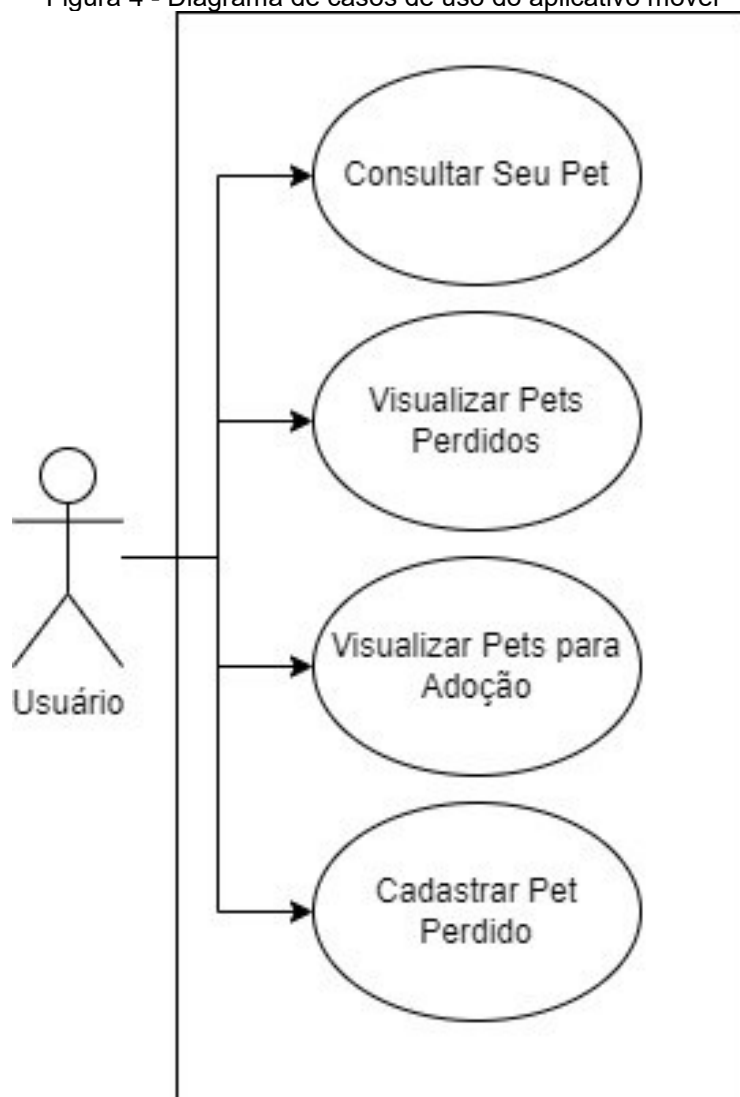 Figura 4 - Diagrama de casos de uso do aplicativo móvel
Consultar Seu Pet
Visualizar Pets
Perdidos
Visualizar Pets para
Adoção
Usuário
Cadastrar Pet
Perdido